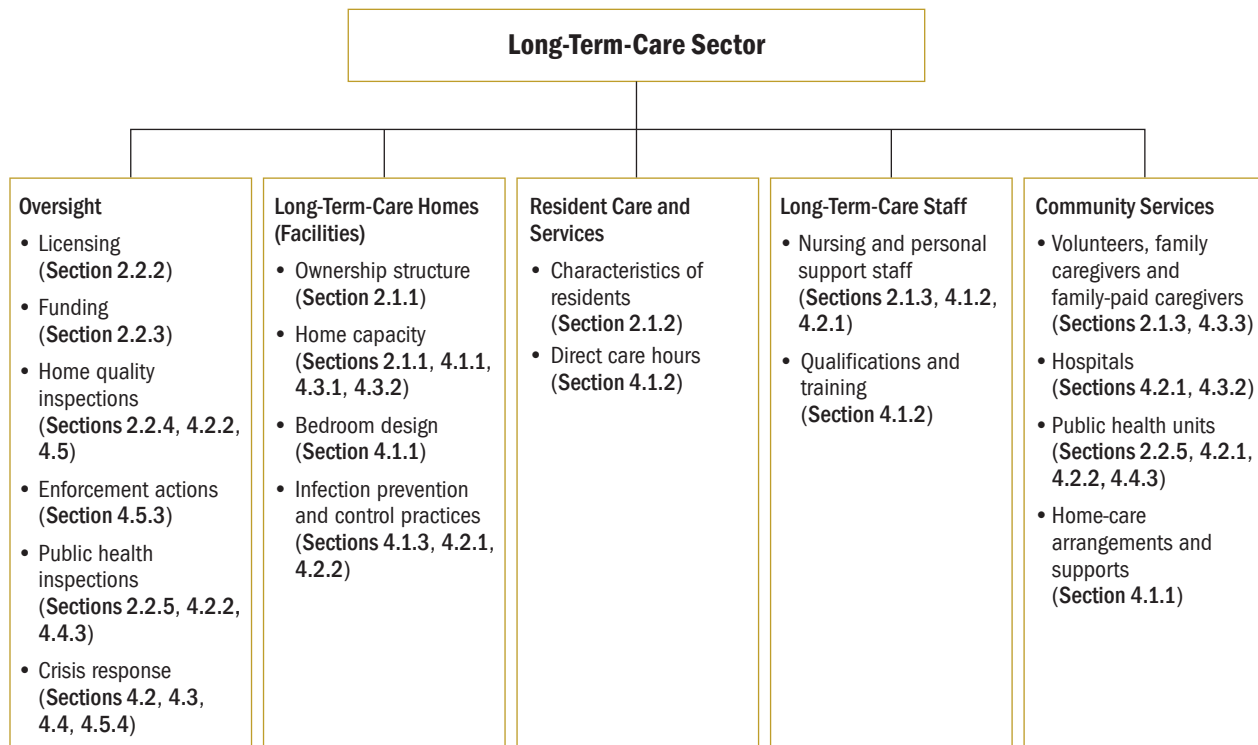 Long-Term-Care Sector
Oversight
• Licensing
(Section 2.2.2)
• Funding
(Section 2.2.3)
• Home quality
inspections
(Sections 2.2.4, 4.2.2,
4.5)
• Enforcement actions
(Section 4.5.3)
• Public health
inspections
(Sections 2.2.5, 4.2.2,
4.4.3)
• Crisis response
(Sections 4.2, 4.3,
4.4, 4.5.4)
Long-Term-Care Homes
(Facilities)
• Ownership structure
(Section 2.1.1)
• Home capacity
(Sections 2.1.1, 4.1.1,
4.3.1, 4.3.2)
• Bedroom design
(Section 4.1.1)
• Infection prevention
and control practices
(Sections 4.1.3, 4.2.1,
4.2.2)
Resident Care and
Services
• Characteristics of
residents
(Section 2.1.2)
• Direct care hours
(Section 4.1.2)
Long-Term-Care Staff
• Nursing and personal
support staff
(Sections 2.1.3, 4.1.2,
4.2.1)
• Qualifications and
training
(Section 4.1.2)
Community Services
• Volunteers, family
caregivers and
family-paid caregivers
(Sections 2.1.3, 4.3.3)
• Hospitals
(Sections 4.2.1, 4.3.2)
• Public health units
(Sections 2.2.5, 4.2.1,
4.2.2, 4.4.3)
• Home-care
arrangements and
supports
(Section 4.1.1)